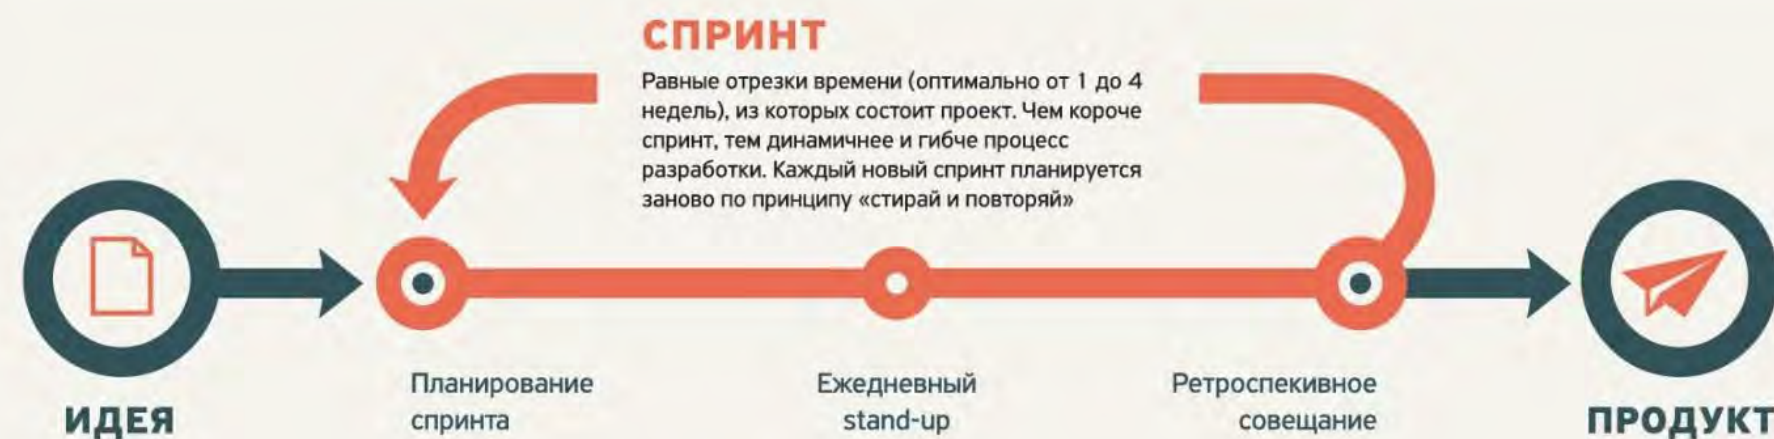 СПРИНТ
Равные отрезки времени (оптимально от 1 до 4
недель), из которых состоит проект. Чем короче
спринт, тем динамичнее и гибче процесс
разработки. Каждый новый спринт планируется
заново по принципу «стирай и повторяй»
ИДЕЯ
Планирование
спринта
Ежедневный
stand-up
Ретроспекивное
совещание
ПРОДУКТ